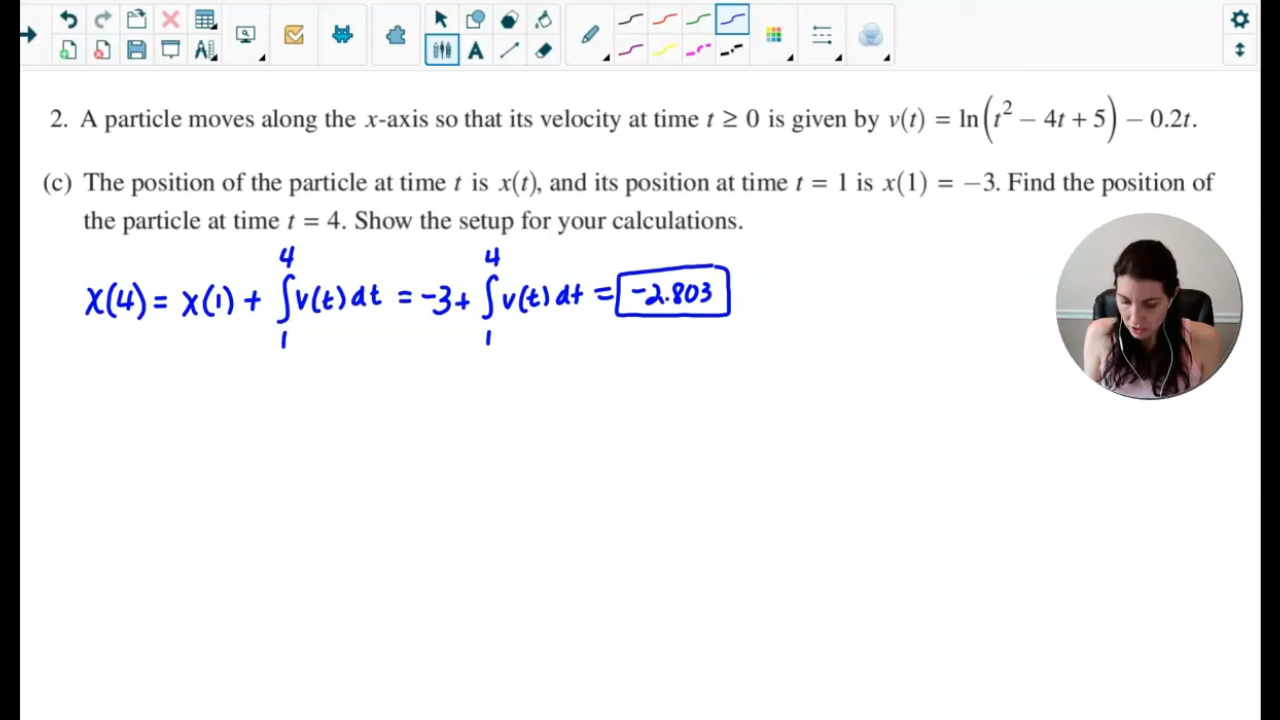 2. A particle moves along the x-axis so that its velocity at time t ≥ 0 is given by v(t) = ln(t² − 4t + 5) − 0.2t.
(c) The position of the particle at time t is x(t), and its position at time t = 1 is x(1) = −3. Find the position of
the particle at time t = 4. Show the setup for your calculations.
x(4) = x(1) + ∫₁⁴ v(t) dt = -3 + ∫₁⁴ v(t) dt = -2.803